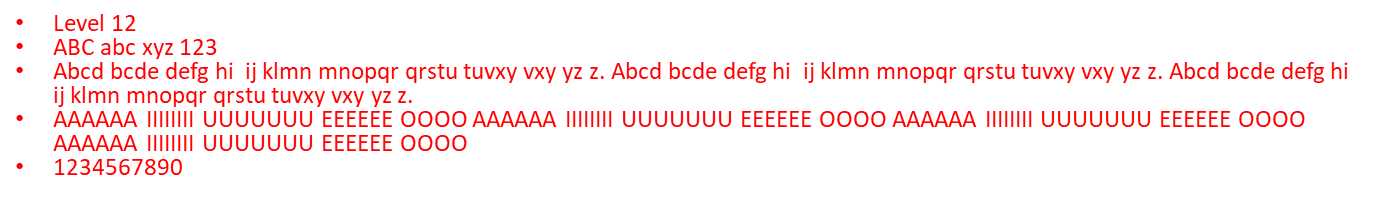 • Level 12
• ABC abc xyz 123
• Abcd bcde defg hi  ij klmn mnopqr qrstu tuvxy vxy yz z. Abcd bcde defg hi  ij klmn mnopqr qrstu tuvxy vxy yz z. Abcd bcde defg hi
ij klmn mnopqr qrstu tuvxy vxy yz z.
• AAAAAA IIIIIIII UUUUUUU EEEEEE OOOO AAAAAA IIIIIIII UUUUUUU EEEEEE OOOO AAAAAA IIIIIIII UUUUUUU EEEEEE OOOO
AAAAAA IIIIIIII UUUUUUU EEEEEE OOOO
• 1234567890